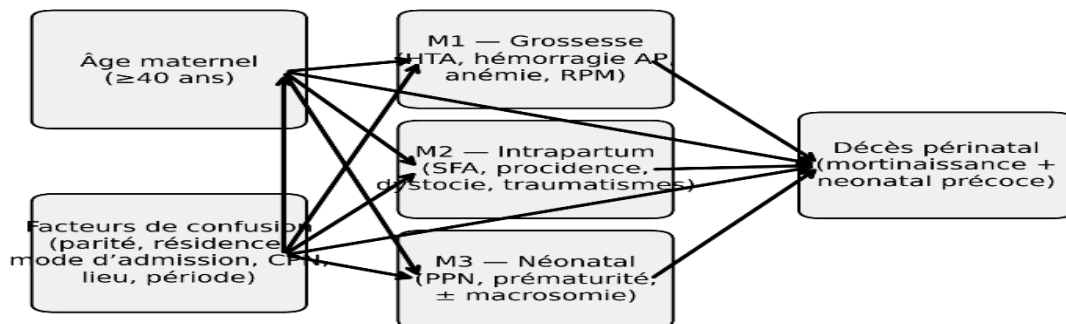 Âge maternel
(≥40 ans)
Facteurs de confusion
(parité, résidence,
mode d’admission, CPN,
lieu, période)
M1 — Grossesse
(HTA, hémorragie AP,
anémie, RPM)
M2 — Intrapartum
(SFA, procidence,
dystocie, traumatismes)
M3 — Néonatal
(PPN, prématurité,
± macrosomie)
Décès périnatal
(mortinaissance +
neonatal précoce)